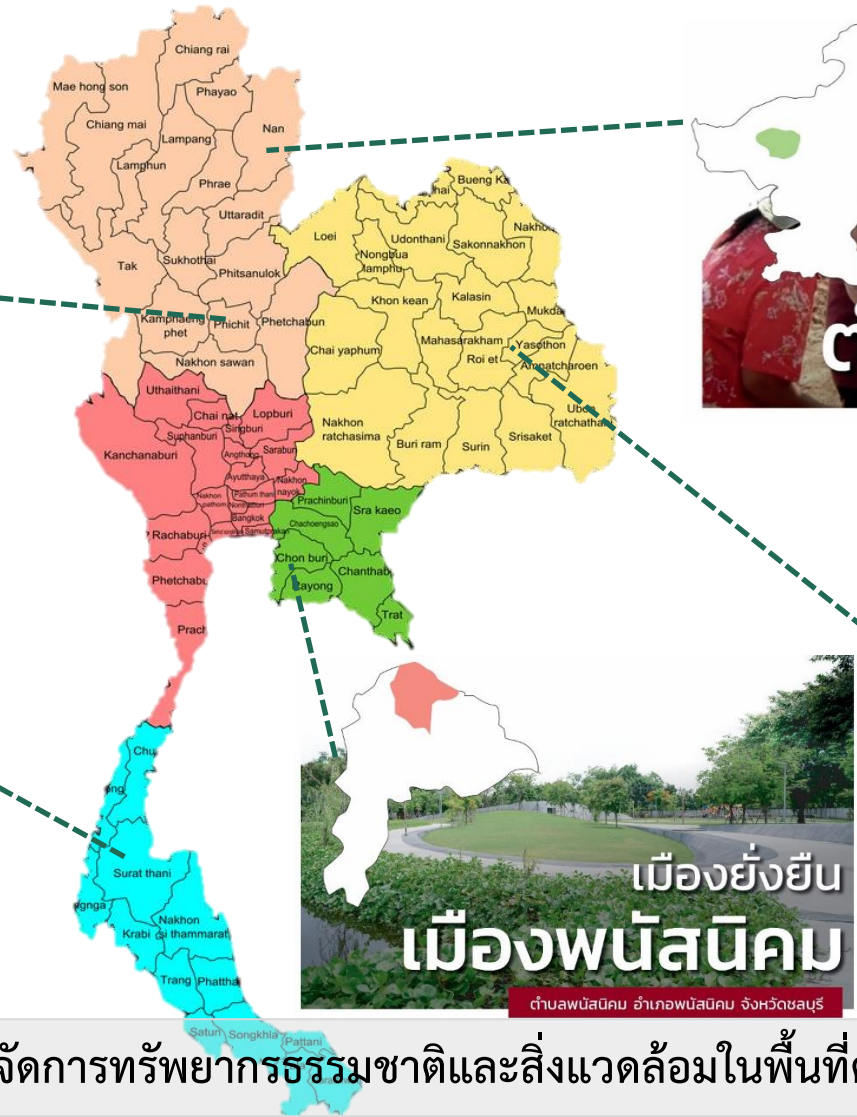 Chiang rai
Mae hong son
Phayao
Chiang mai
Nan
Lampang
Lamphun
Phrae
Uttaradit
Tak
Sukhothai
Phitsanulok
Kamphaeng
phet
Phichit
Phetchabun
Nakhon sawan
Bueng Ka
hai
Loei
Udonthani
Nakhon
Sakonnakhon
Nongbua
lamphu
Khon kean
Kalasin
Mukda
Mahasarakham
Yasothon
Chai yaphum
Roi et
Amnatcharoen
Ubon
ratchathani
Nakhon
ratchasima
Buri ram
Surin
Srisaket
Uthaithani
Chai nat
Lopburi
Singburi
Suphanburi
Kanchanaburi
Angthong
Saraburi
Ayutthaya
Nakhon
nayok
Nakhon
pathom
Pathum thani
Nonthaburi
Bangkok
Samutprakan
Rachaburi
Phetchabu
Prach
Prachinburi
Sra kaeo
Chachoengsao
Chon buri
Chanthab
Rayong
Trat
Chu
ong
Surat thani
ngnga
Krabi
Nakhon
si thammarat
Trang
Phattha
Satun
Songkhla
Pattani
ต
เมืองยั่งยืน
เมืองพนัสนิคม
ตำบลพนัสนิคม อำเภอพนัสนิคม จังหวัดชลบุรี
จัดการทรัพยากรธรรมชาติและสิ่งแวดล้อมในพื้นที่